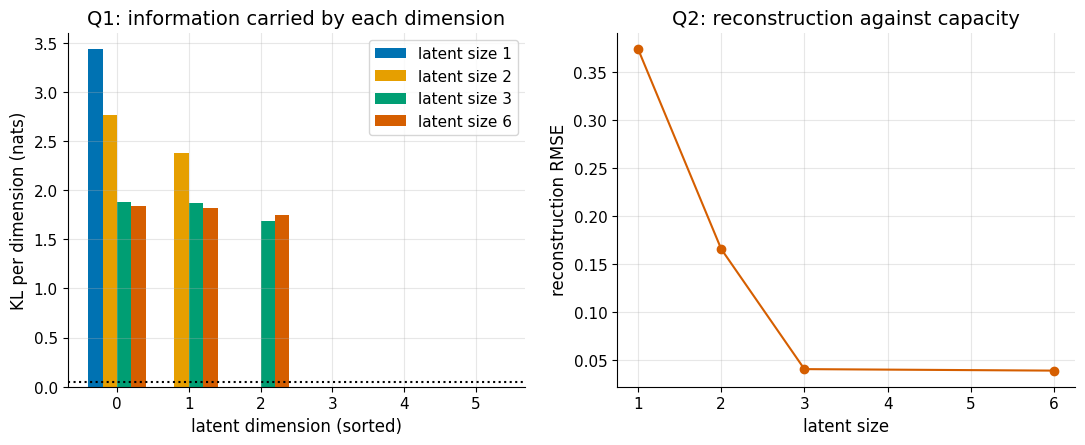 Q1: information carried by each dimension
KL per dimension (nats)
3.5
3.0
2.5
2.0
1.5
1.0
0.5
0.0
latent size 1
latent size 2
latent size 3
latent size 6
0 1 2 3 4 5
latent dimension (sorted)
Q2: reconstruction against capacity
reconstruction RMSE
0.35
0.30
0.25
0.20
0.15
0.10
0.05
1 2 3 4 5 6
latent size